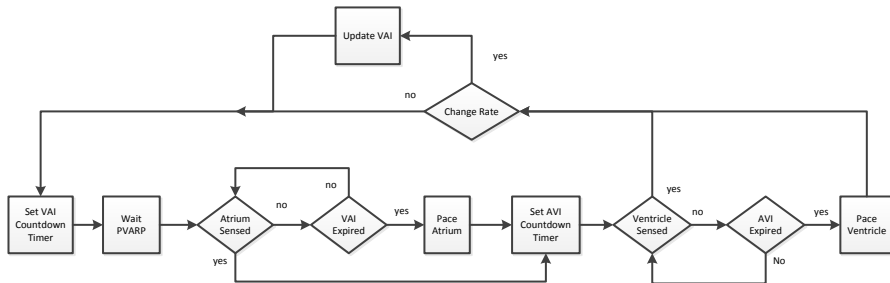 Update VAI
yes
no
Change Rate
Set VAI
Countdown
Timer
Wait
PVARP
Atrium
Sensed
no
no
yes
VAI
Expired
yes
Pace
Atrium
Set AVI
Countdown
Timer
Ventricle
Sensed
yes
no
AVI
Expired
yes
No
Pace
Ventricle